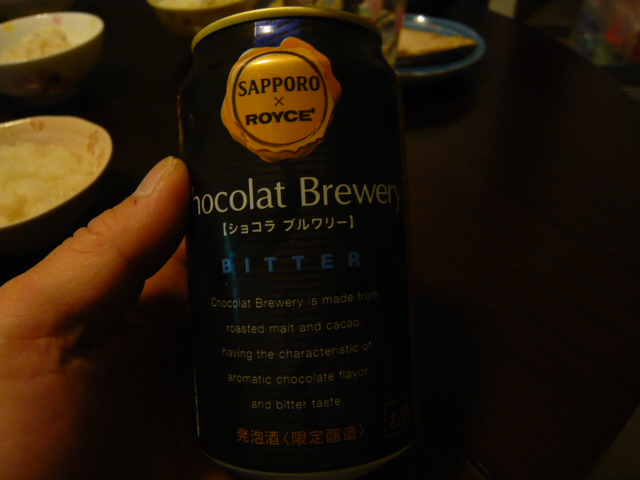 SAPPORO
×
ROYCE'
hocolat Brewery
【ショコラ ブルワリー】
BITTER
Chocolat Brewery is made from
roasted malt and cacao,
having the characteristic of
aromatic chocolate flavor
and bitter taste.
発泡酒〈限定醸造〉
お酒